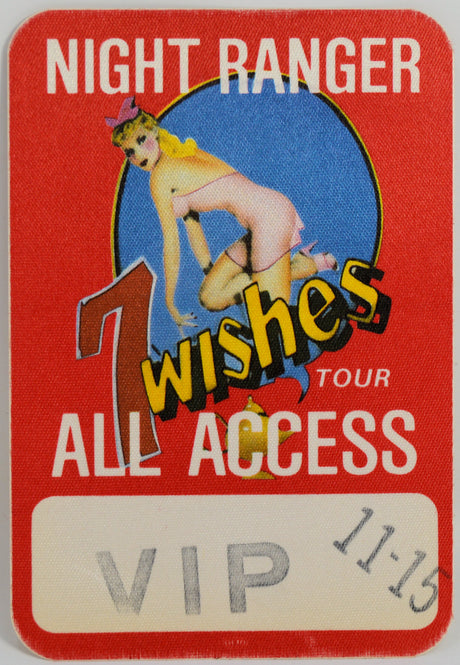 NIGHT RANGER
7 WISHES
TOUR
ALL ACCESS
VIP
11-15